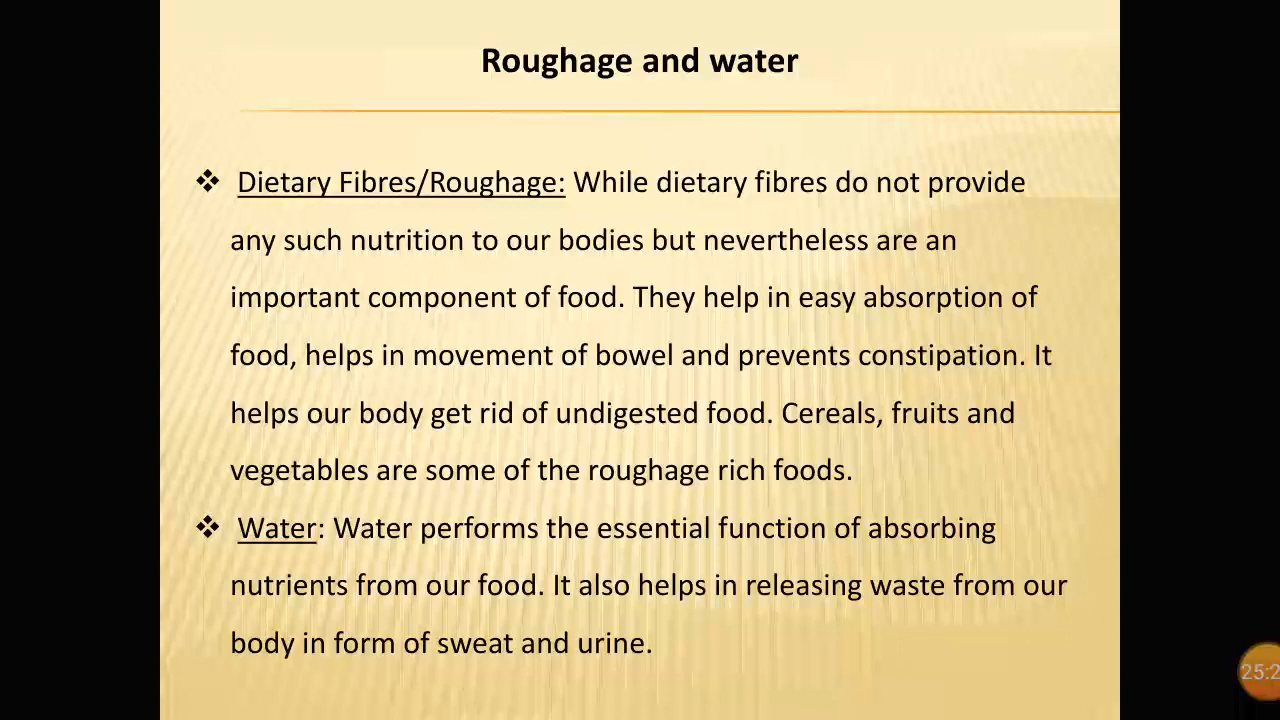 Roughage and water
❖ Dietary Fibres/Roughage: While dietary fibres do not provide
any such nutrition to our bodies but nevertheless are an
important component of food. They help in easy absorption of
food, helps in movement of bowel and prevents constipation. It
helps our body get rid of undigested food. Cereals, fruits and
vegetables are some of the roughage rich foods.
❖ Water: Water performs the essential function of absorbing
nutrients from our food. It also helps in releasing waste from our
body in form of sweat and urine.